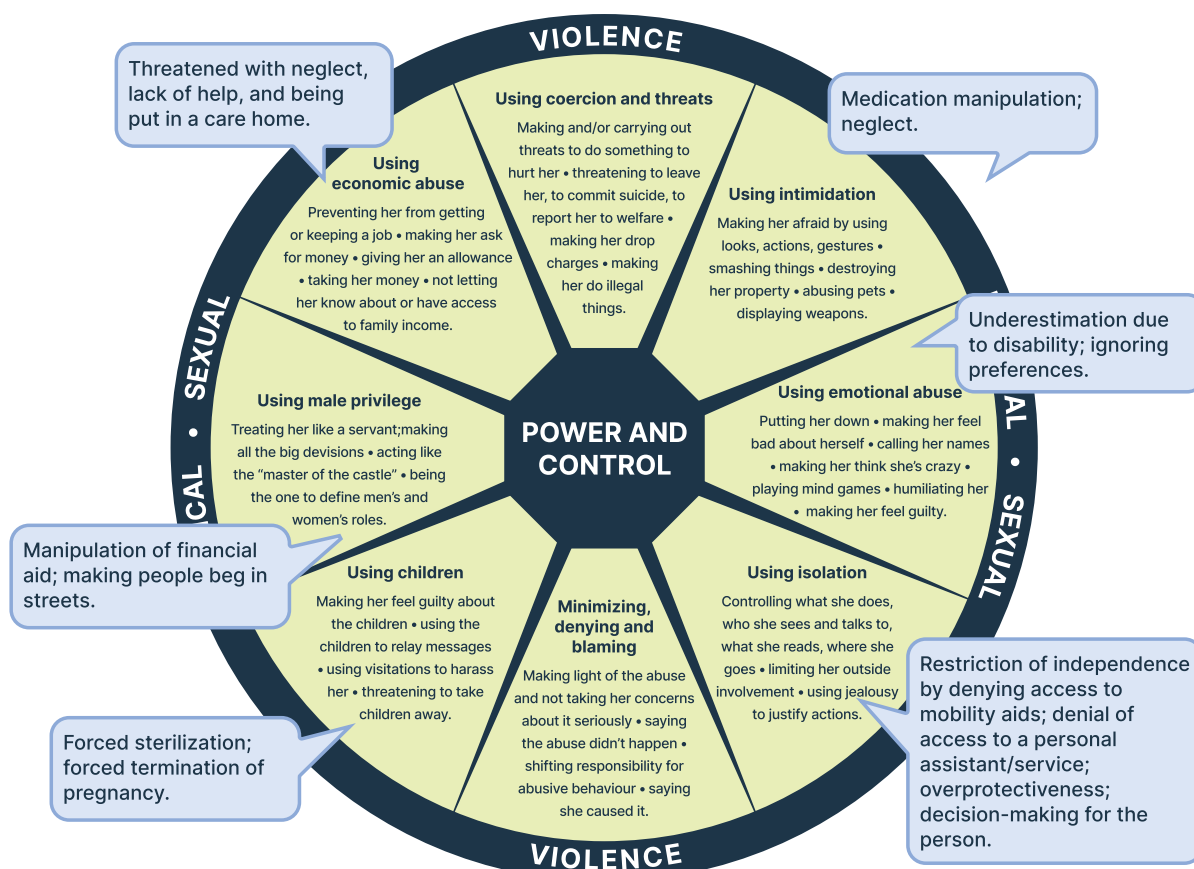 VIOLENCE
Threatened with neglect,
lack of help, and being
put in a care home.
Medication manipulation;
neglect.
Using coercion and threats
Making and/or carrying out
threats to do something to
hurt her • threatening to leave
her, to commit suicide, to
report her to welfare •
making her drop
charges • making
her do illegal
things.
Using
economic abuse
Preventing her from getting
or keeping a job • making her ask
for money • giving her an allowance
• taking her money • not letting
her know about or have access
to family income.
Using intimidation
Making her afraid by using
looks, actions, gestures •
smashing things • destroying
her property • abusing pets •
displaying weapons.
Underestimation due
to disability; ignoring
preferences.
SEXUAL
•
ICAL
Using male privilege
Treating her like a servant;making
all the big devisions • acting like
the “master of the castle” • being
the one to define men’s and
women’s roles.
POWER AND
CONTROL
Using emotional abuse
Putting her down • making her feel
bad about herself • calling her names
• making her think she’s crazy •
playing mind games • humiliating her
• making her feel guilty.
AL • SEXUAL
Manipulation of financial
aid; making people beg in
streets.
Using children
Making her feel guilty about
the children • using the
children to relay messages
• using visitations to harass
her • threatening to take
children away.
Minimizing,
denying and
blaming
Making light of the abuse
and not taking her concerns
about it seriously • saying
the abuse didn’t happen •
shifting responsibility for
abusive behaviour • saying
she caused it.
Using isolation
Controlling what she does,
who she sees and talks to,
what she reads, where she
goes • limiting her outside
involvement • using jealousy
to justify actions.
Restriction of independence
by denying access to
mobility aids; denial of
access to a personal
assistant/service;
overprotectiveness;
decision-making for the
person.
Forced sterilization;
forced termination of
pregnancy.
VIOLENCE